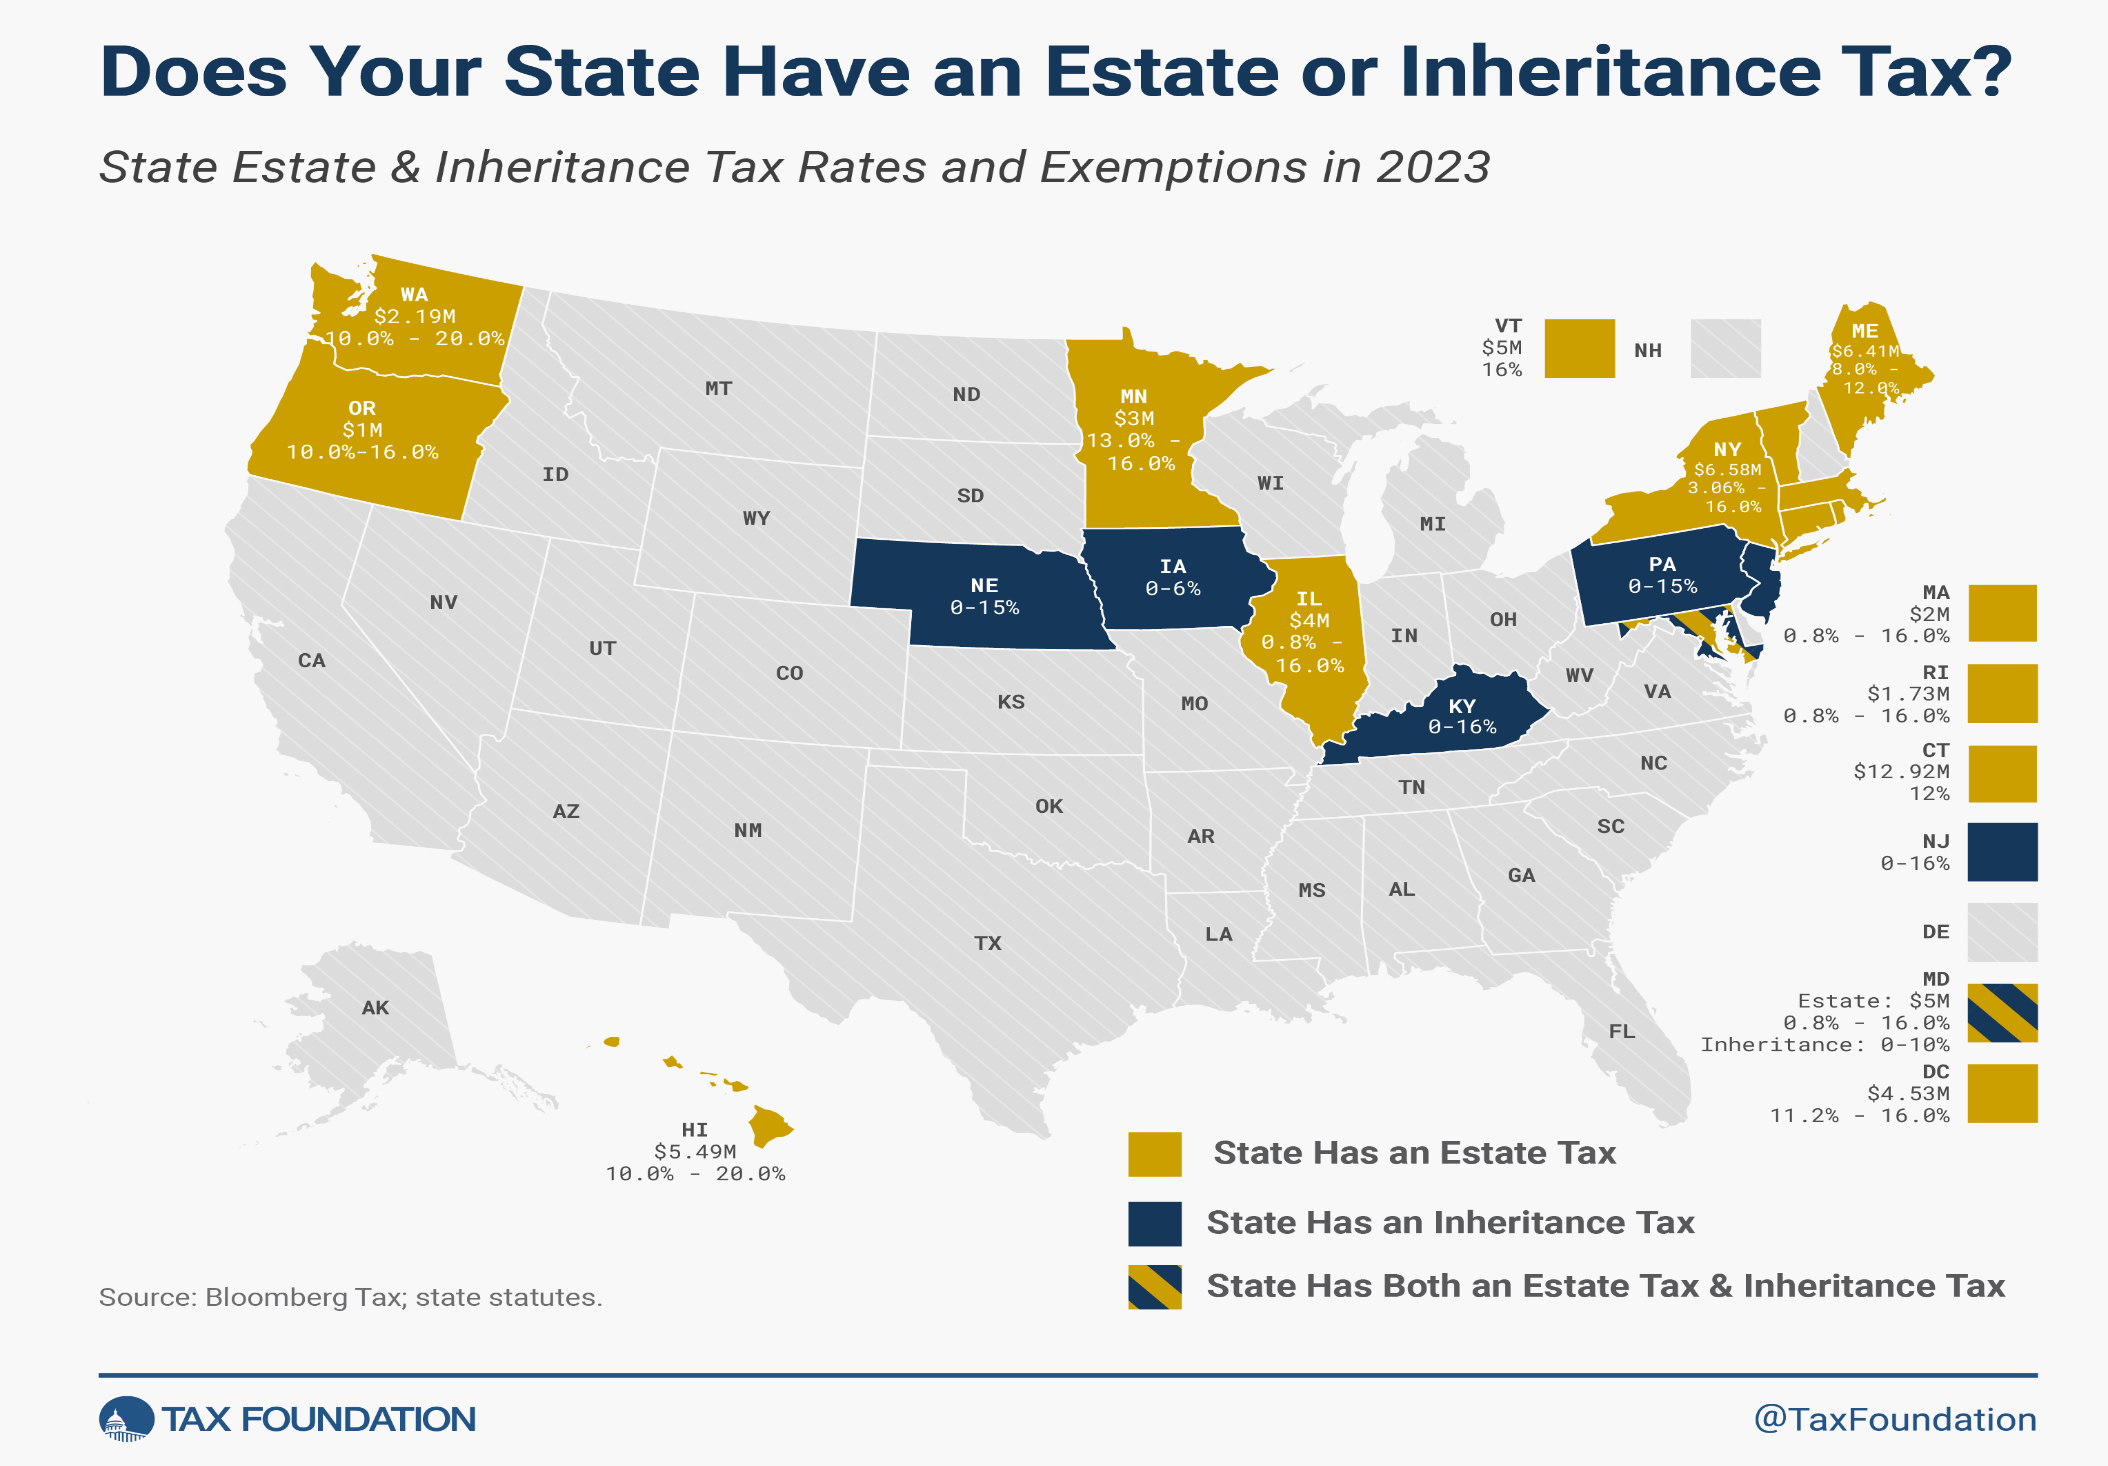 Does Your State Have an Estate or Inheritance Tax?
State Estate & Inheritance Tax Rates and Exemptions in 2023
WA
$2.19M
10.0% - 20.0%
OR
$1M
10.0%-16.0%
ID
MT
ND
MN
$3M
13.0% -
16.0%
WI
MI
VT
$5M
16%
NH
ME
$6.41M
8.0% -
12.0%
NY
$6.58M
3.06% -
16.0%
SD
WY
NE
0-15%
IA
0-6%
IL
$4M
0.8% -
16.0%
IN
OH
PA
0-15%
CA
NV
UT
CO
KS
MO
KY
0-16%
WV
VA
AZ
NM
OK
AR
TN
NC
SC
TX
LA
MS
AL
GA
FL
AK
HI
$5.49M
10.0% - 20.0%
MA
$2M
0.8% - 16.0%
RI
$1.73M
0.8% - 16.0%
CT
$12.92M
12%
NJ
0-16%
DE
MD
Estate: $5M
0.8% - 16.0%
Inheritance: 0-10%
DC
$4.53M
11.2% - 16.0%
State Has an Estate Tax
State Has an Inheritance Tax
State Has Both an Estate Tax & Inheritance Tax
Source: Bloomberg Tax; state statutes.
TAX FOUNDATION
@TaxFoundation